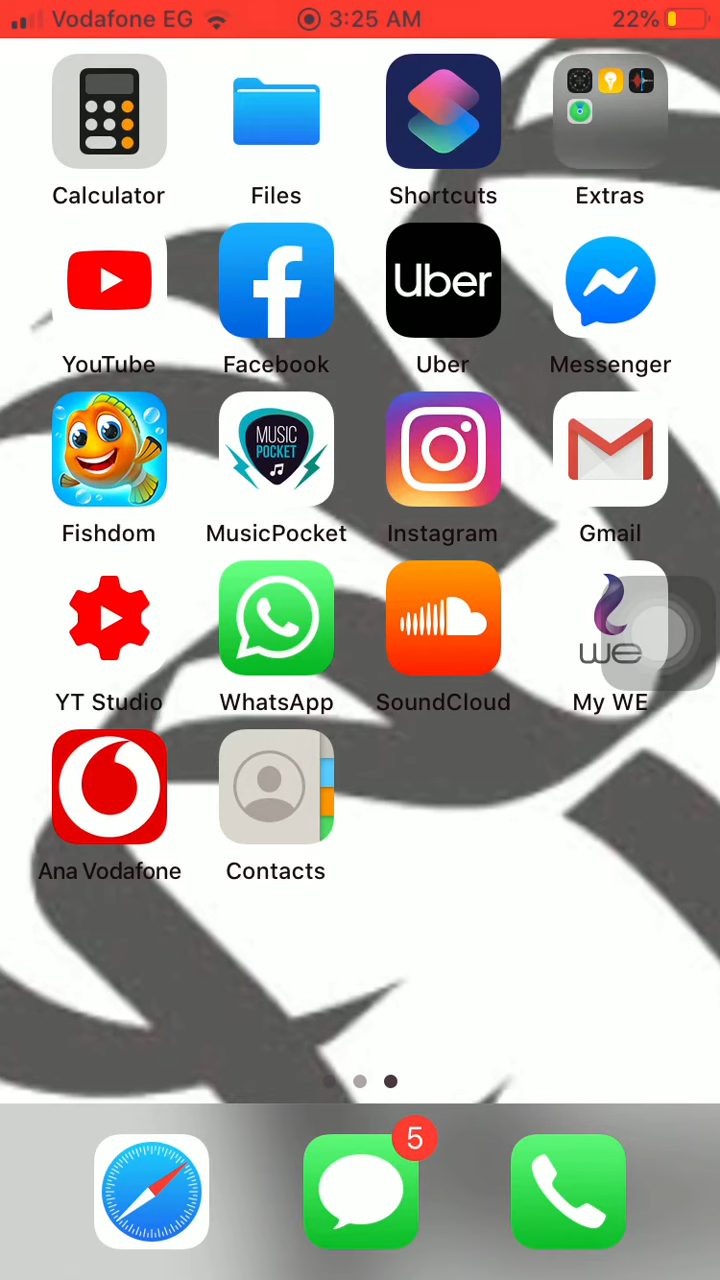 Vodafone EG 3:25 AM 22%
Calculator Files Shortcuts Extras
Uber
YouTube Facebook Uber Messenger
MUSIC
POCKET
Fishdom MusicPocket Instagram Gmail
WE
YT Studio WhatsApp SoundCloud My WE
Ana Vodafone Contacts
5